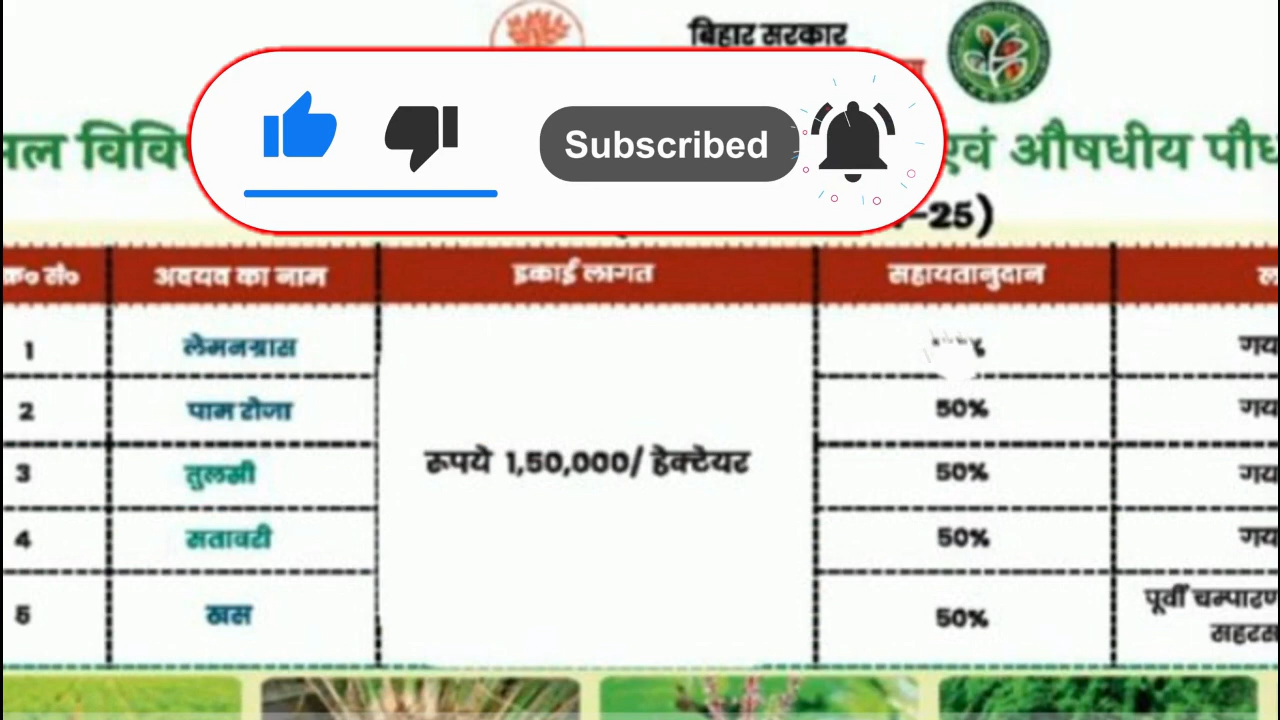 बिहार सरकार
Subscribed
एवं औषधीय
-25)
क्र० सं० अवयव का नाम इकाई लागत सहायतानुदान
1 लेमनग्रास
2 पाम रोजा 50%
3 तुलसी 50%
रूपये 1,50,000/ हेक्टेयर
4 सतावरी 50%
5 खस 50%
पूर्वी चम्पारण